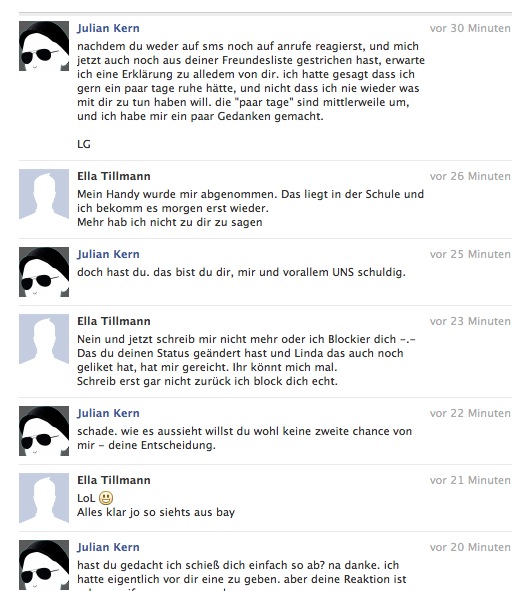 Julian Kern vor 30 Minuten
nachdem du weder auf sms noch auf anrufe reagierst, und mich
jetzt auch noch aus deiner Freundesliste gestrichen hast, erwarte
ich eine Erklärung zu alledem von dir. ich hatte gesagt dass ich
gern ein paar tage ruhe hätte, und nicht dass ich nie wieder was
mit dir zu tun haben will. die "paar tage" sind mittlerweile um,
und ich habe mir ein paar Gedanken gemacht.
LG
Ella Tillmann vor 26 Minuten
Mein Handy wurde mir abgenommen. Das liegt in der Schule und
ich bekomm es morgen erst wieder.
Mehr hab ich nicht zu dir zu sagen
Julian Kern vor 25 Minuten
doch hast du. das bist du dir, mir und vorallem UNS schuldig.
Ella Tillmann vor 23 Minuten
Nein und jetzt schreib mir nicht mehr oder ich Blockier dich -.-
Das du deinen Status geändert hast und Linda das auch noch
geliket hat, hat mir gereicht. Ihr könnt mich mal.
Schreib erst gar nicht zurück ich block dich echt.
Julian Kern vor 22 Minuten
schade. wie es aussieht willst du wohl keine zweite chance von
mir – deine Entscheidung.
Ella Tillmann vor 21 Minuten
LoL
Alles klar jo so siehts aus bay
Julian Kern vor 20 Minuten
hast du gedacht ich schieß dich einfach so ab? na danke. ich
hatte eigentlich vor dir eine zu geben. aber deine Reaktion ist